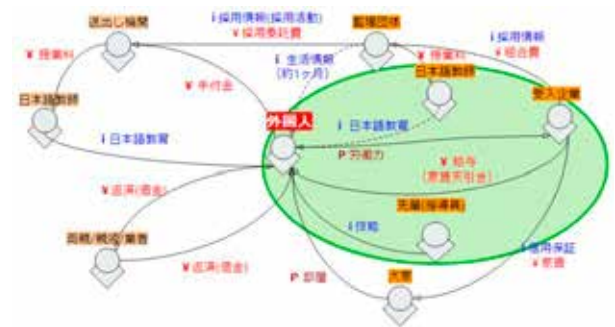 送出し機関
i 採用情報(採用活動)
¥ 採用委託費
監理団体
i 採用情報
¥ 組合費
¥ 授業料
i 生活情報
(約1ヶ月)
¥ 授業料
日本語教師
受入企業
日本語教師
¥ 手付金
外国人
i 日本語教育
i 日本語教育
P 労働力
¥ 給与
(家賃天引き)
¥返済(借金)
先輩(指導員)
i技能
両親/親戚/業者
¥返済(借金)
i 信用保証
¥ 家賃
P 部屋
大家